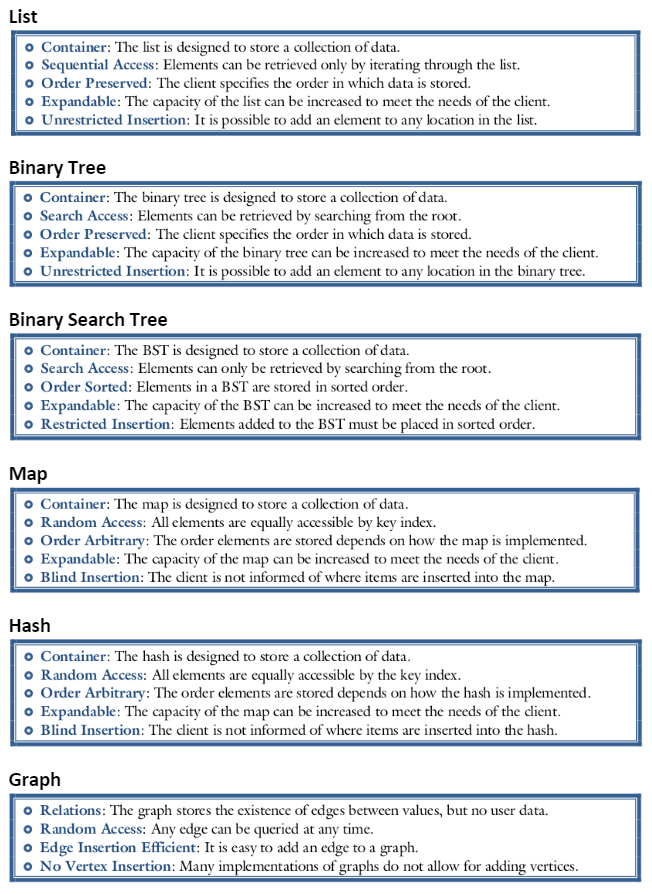 List
Container: The list is designed to store a collection of data.
Sequential Access: Elements can be retrieved only by iterating through the list.
Order Preserved: The client specifies the order in which data is stored.
Expandable: The capacity of the list can be increased to meet the needs of the client.
Unrestricted Insertion: It is possible to add an element to any location in the list.
Binary Tree
Container: The binary tree is designed to store a collection of data.
Search Access: Elements can be retrieved by searching from the root.
Order Preserved: The client specifies the order in which data is stored.
Expandable: The capacity of the binary tree can be increased to meet the needs of the client.
Unrestricted Insertion: It is possible to add an element to any location in the binary tree.
Binary Search Tree
Container: The BST is designed to store a collection of data.
Search Access: Elements can only be retrieved by searching from the root.
Order Sorted: Elements in a BST are stored in sorted order.
Expandable: The capacity of the BST can be increased to meet the needs of the client.
Restricted Insertion: Elements added to the BST must be placed in sorted order.
Map
Container: The map is designed to store a collection of data.
Random Access: All elements are equally accessible by key index.
Order Arbitrary: The order elements are stored depends on how the map is implemented.
Expandable: The capacity of the map can be increased to meet the needs of the client.
Blind Insertion: The client is not informed of where items are inserted into the map.
Hash
Container: The hash is designed to store a collection of data.
Random Access: All elements are equally accessible by the key index.
Order Arbitrary: The order elements are stored depends on how the hash is implemented.
Expandable: The capacity of the map can be increased to meet the needs of the client.
Blind Insertion: The client is not informed of where items are inserted into the hash.
Graph
Relations: The graph stores the existence of edges between values, but no user data.
Random Access: Any edge can be queried at any time.
Edge Insertion Efficient: It is easy to add an edge to a graph.
No Vertex Insertion: Many implementations of graphs do not allow for adding vertices.